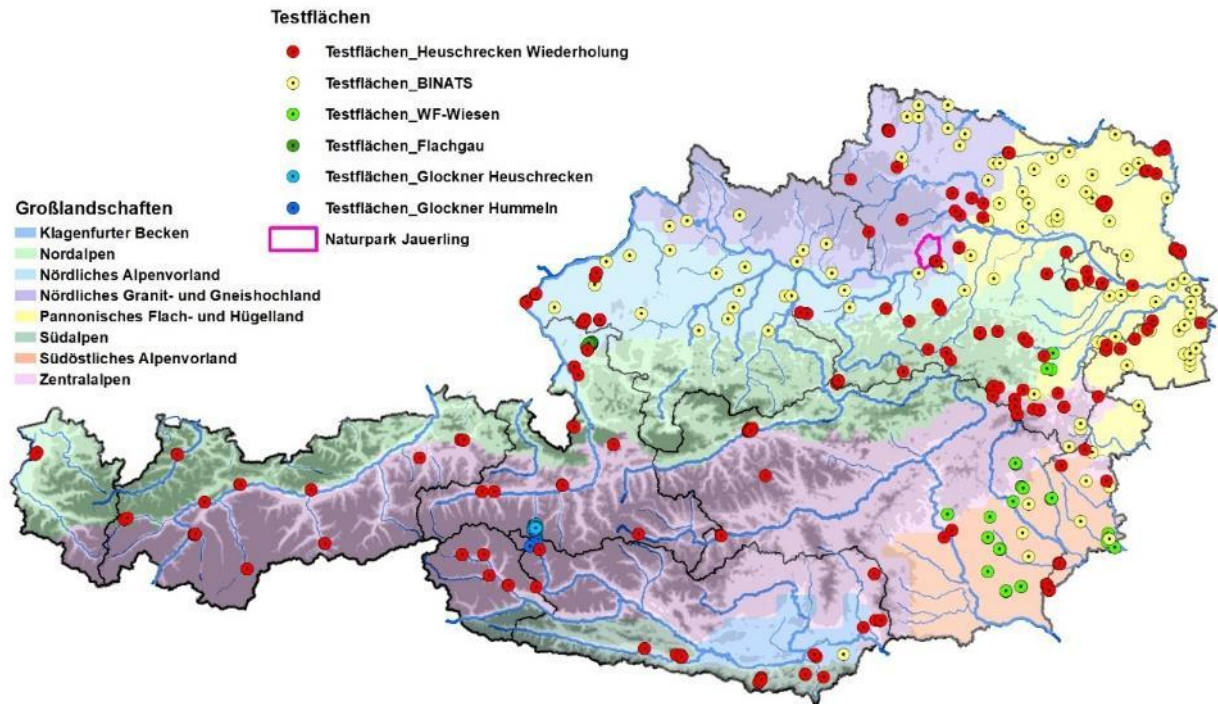 Testflächen
Testflächen_Heuschrecken Wiederholung
Testflächen_BINATS
Testflächen_WF-Wiesen
Testflächen_Flachgau
Testflächen_Glockner Heuschrecken
Testflächen_Glockner Hummeln
Naturpark Jauerling
Großlandschaften
Klagenfurter Becken
Nordalpen
Nördliches Alpenvorland
Nördliches Granit- und Gneishochland
Pannonisches Flach- und Hügelland
Südalpen
Südöstliches Alpenvorland
Zentralalpen